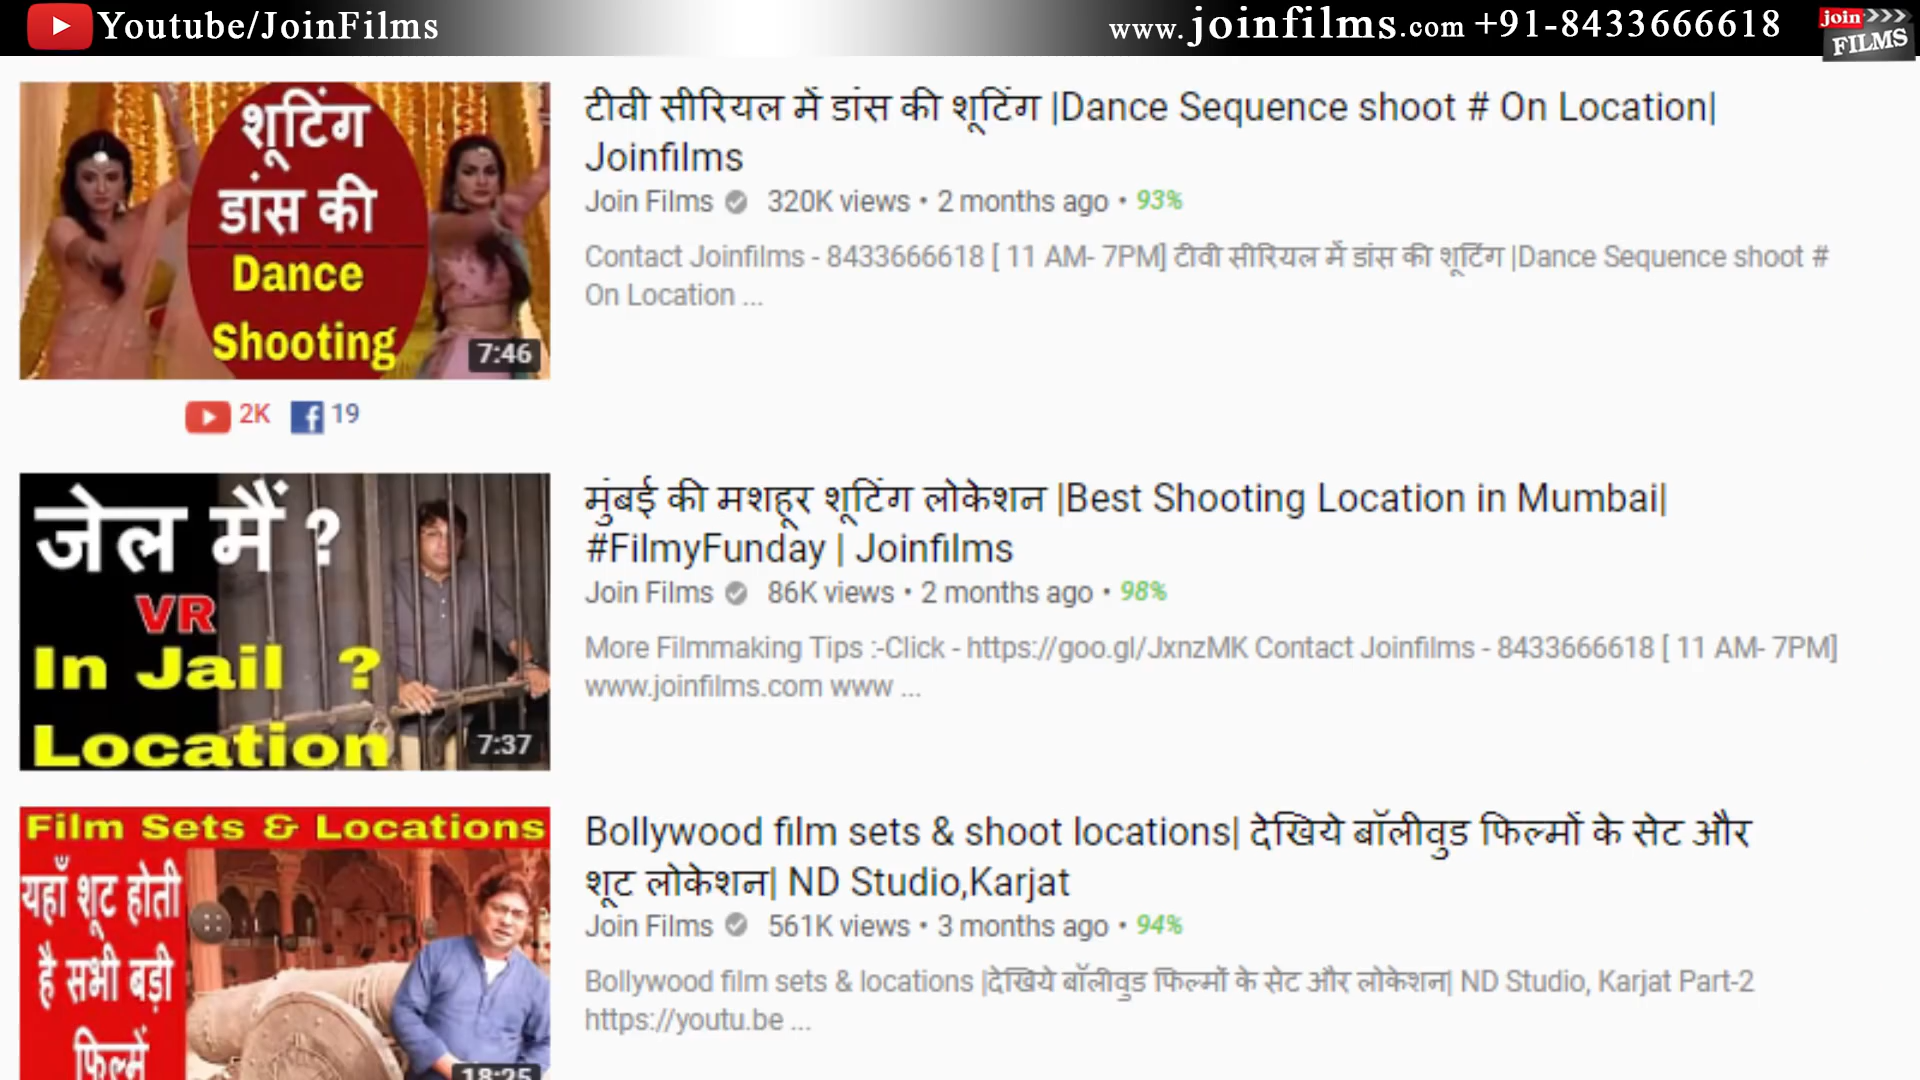 Youtube/JoinFilms
www.joinfilms.com +91-8433666618
join
FILMS
शूटिंग
डांस की
Dance
Shooting
7:46
टीवी सीरियल में डांस की शूटिंग |Dance Sequence shoot # On Location|
Joinfilms
Join Films 320K views • 2 months ago • 93%
Contact Joinfilms - 8433666618 [ 11 AM- 7PM] टीवी सीरियल में डांस की शूटिंग |Dance Sequence shoot #
On Location ...
2K 19
जेल मैं ?
VR
In Jail ?
Location
7:37
मुंबई की मशहूर शूटिंग लोकेशन |Best Shooting Location in Mumbai|
#FilmyFunday | Joinfilms
Join Films 86K views • 2 months ago • 98%
More Filmmaking Tips :-Click - https://goo.gl/JxnzMK Contact Joinfilms - 8433666618 [ 11 AM- 7PM]
www.joinfilms.com www ...
Film Sets & Locations
यहाँ शूट होती
है सभी बड़ी
फिल्में
18:25
Bollywood film sets & shoot locations| देखिये बॉलीवुड फिल्मों के सेट और
शूट लोकेशन| ND Studio,Karjat
Join Films 561K views • 3 months ago • 94%
Bollywood film sets & locations |देखिये बॉलीवुड फिल्मों के सेट और लोकेशन| ND Studio, Karjat Part-2
https://youtu.be ...